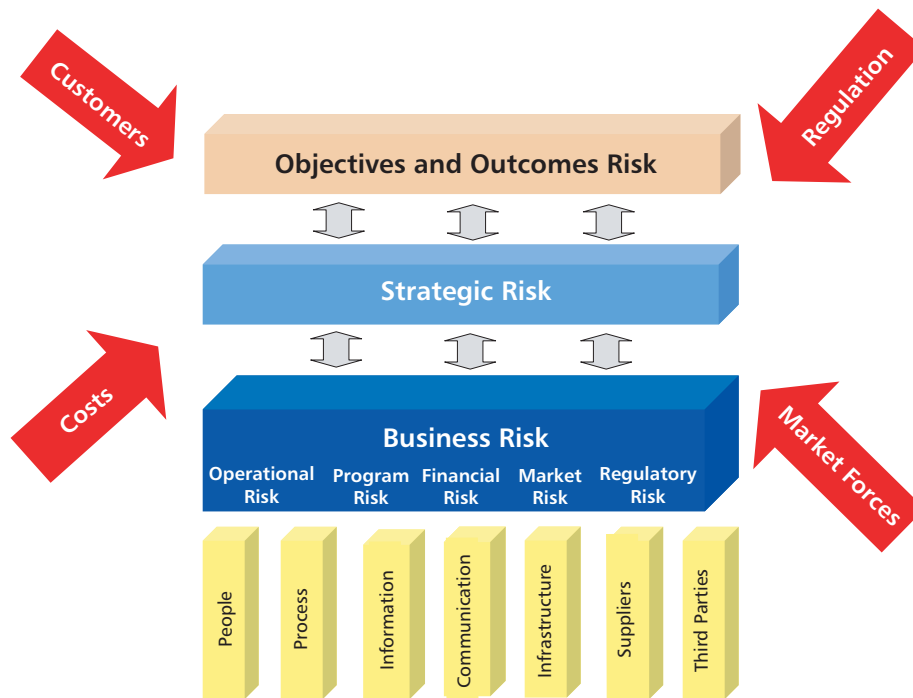 Customers
Regulation
Objectives and Outcomes Risk
Strategic Risk
Costs
Market Forces
Business Risk
Operational Risk
Program Risk
Financial Risk
Market Risk
Regulatory Risk
People
Process
Information
Communication
Infrastructure
Suppliers
Third Parties